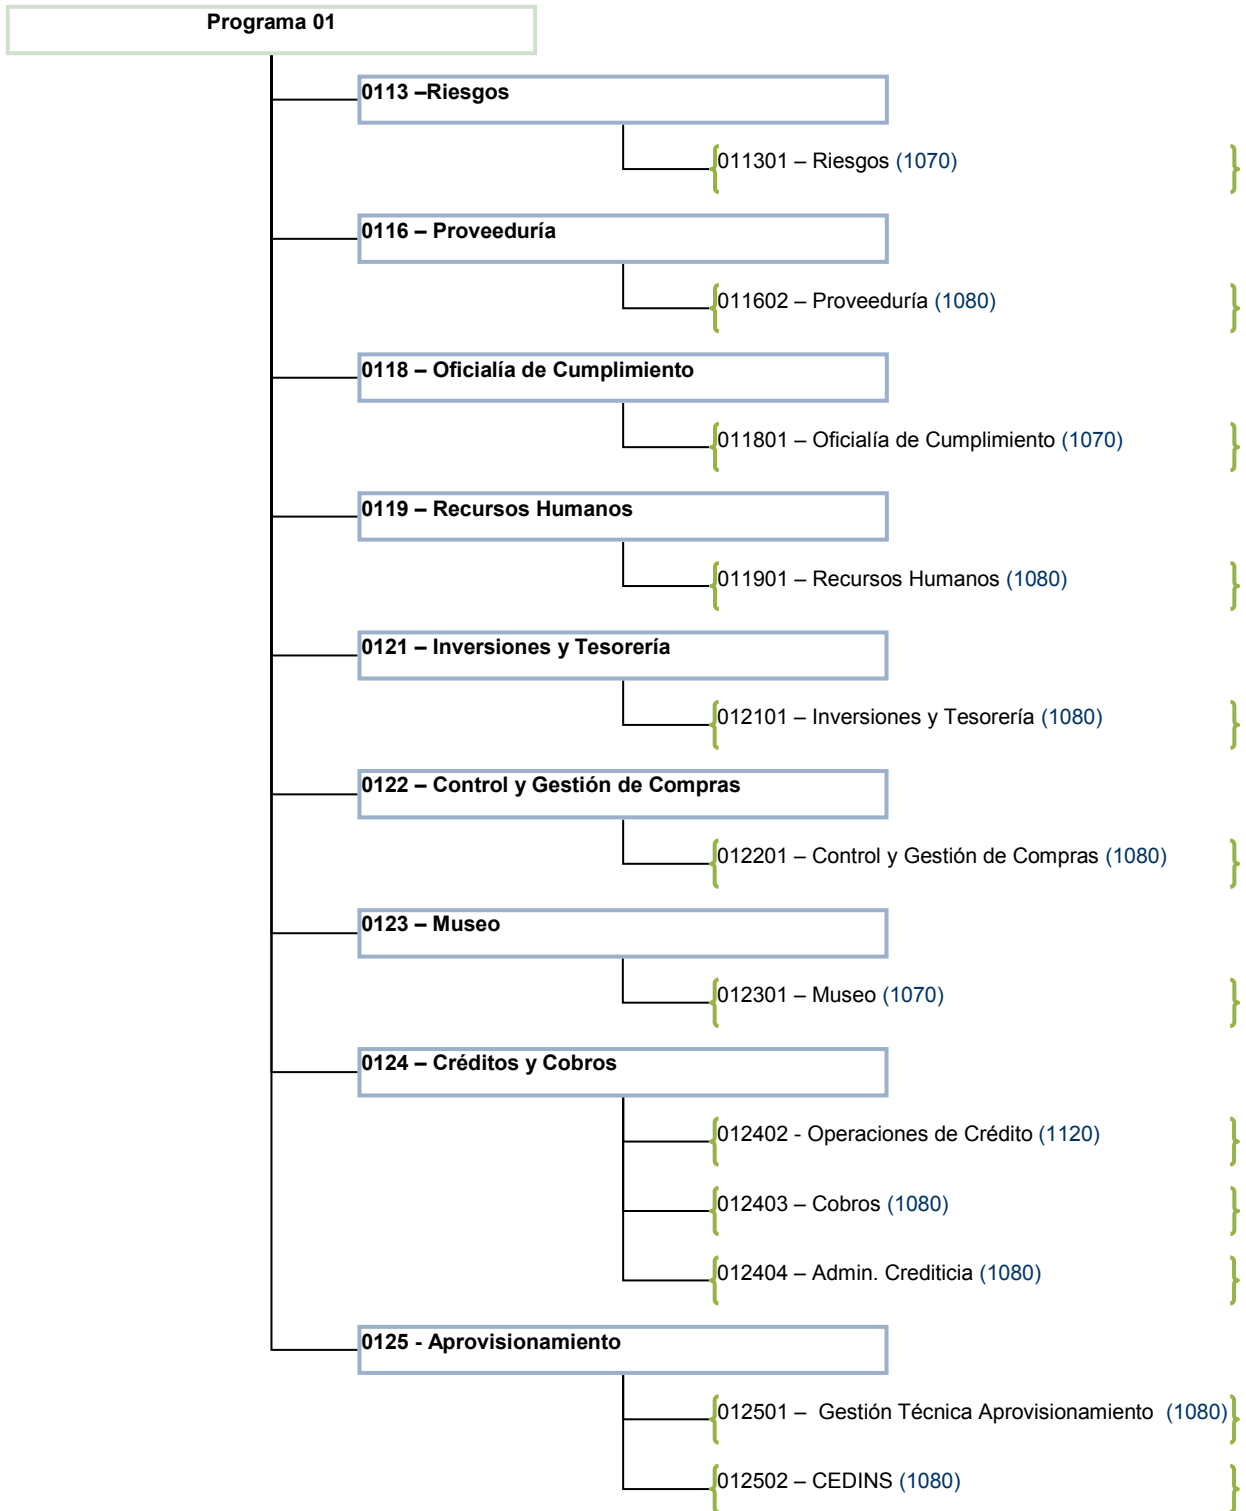 Programa 01
0113 –Riesgos
011301 – Riesgos (1070)
0116 – Proveeduría
011602 – Proveeduría (1080)
0118 – Oficialía de Cumplimiento
011801 – Oficialía de Cumplimiento (1070)
0119 – Recursos Humanos
011901 – Recursos Humanos (1080)
0121 – Inversiones y Tesorería
012101 – Inversiones y Tesorería (1080)
0122 – Control y Gestión de Compras
012201 – Control y Gestión de Compras (1080)
0123 – Museo
012301 – Museo (1070)
0124 – Créditos y Cobros
012402 - Operaciones de Crédito (1120)
012403 – Cobros (1080)
012404 – Admin. Crediticia (1080)
0125 - Aprovisionamiento
012501 –  Gestión Técnica Aprovisionamiento  (1080)
012502 – CEDINS (1080)